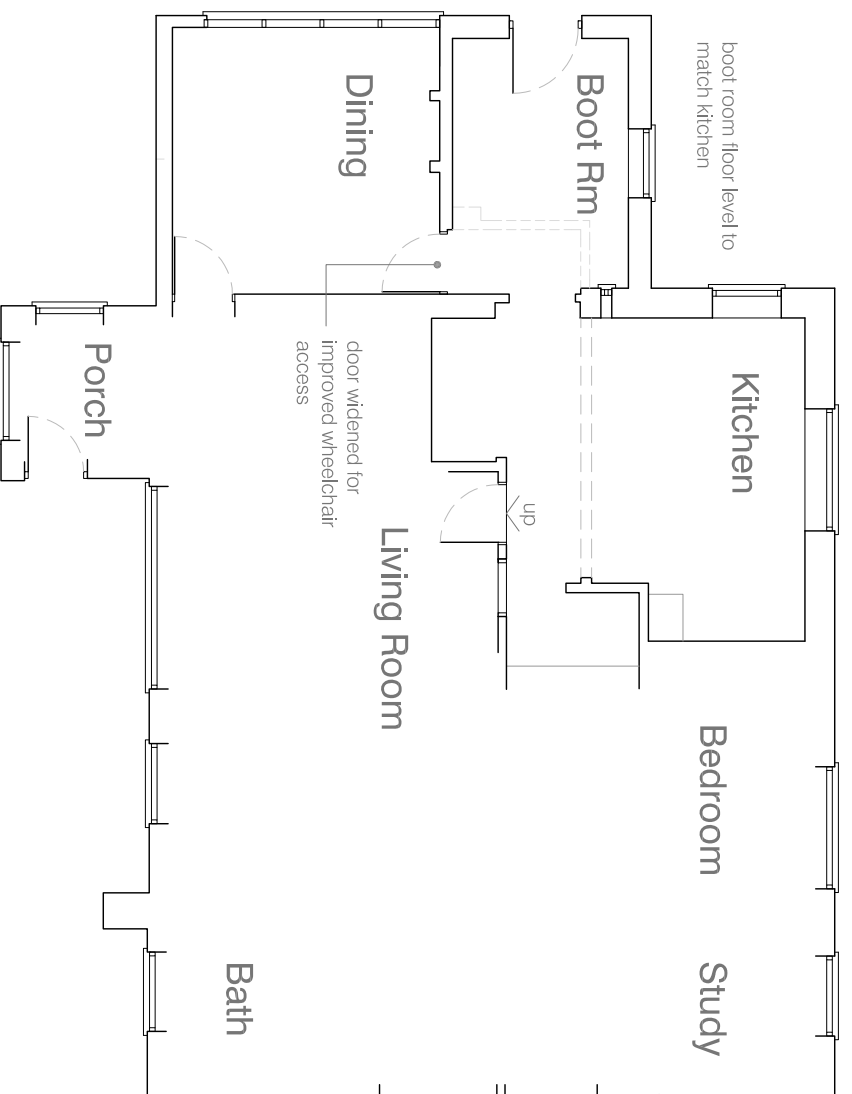 boot room floor level to
match kitchen
Boot Rm
Dining
Kitchen
door widened for
improved wheelchair
access
Porch
up
Living Room
Bedroom
Study
Bath